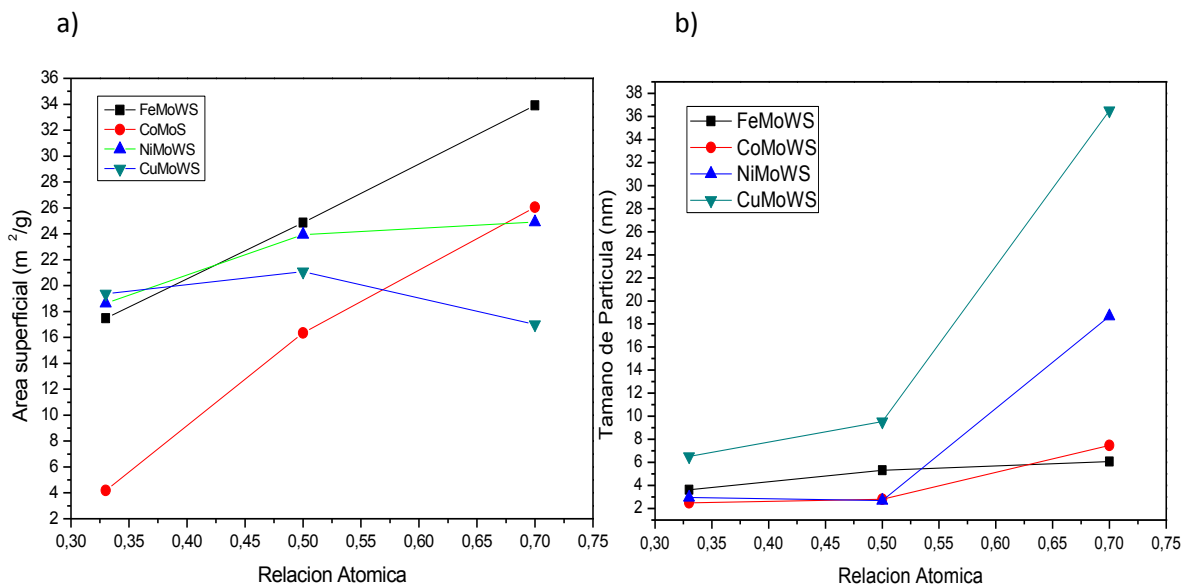 a)
36
34
32
30
28
26
24
22
20
18
16
14
12
10
8
6
4
2
Area superficial (m ²/g)
FeMoWS
CoMoS
NiMoWS
CuMoWS
0,30 0,35 0,40 0,45 0,50 0,55 0,60 0,65 0,70 0,75
Relacion Atomica
b)
38
36
34
32
30
28
26
24
22
20
18
16
14
12
10
8
6
4
2
Tamano de Particula (nm)
FeMoWS
CoMoWS
NiMoWS
CuMoWS
0,30 0,35 0,40 0,45 0,50 0,55 0,60 0,65 0,70 0,75
Relacion Atomica